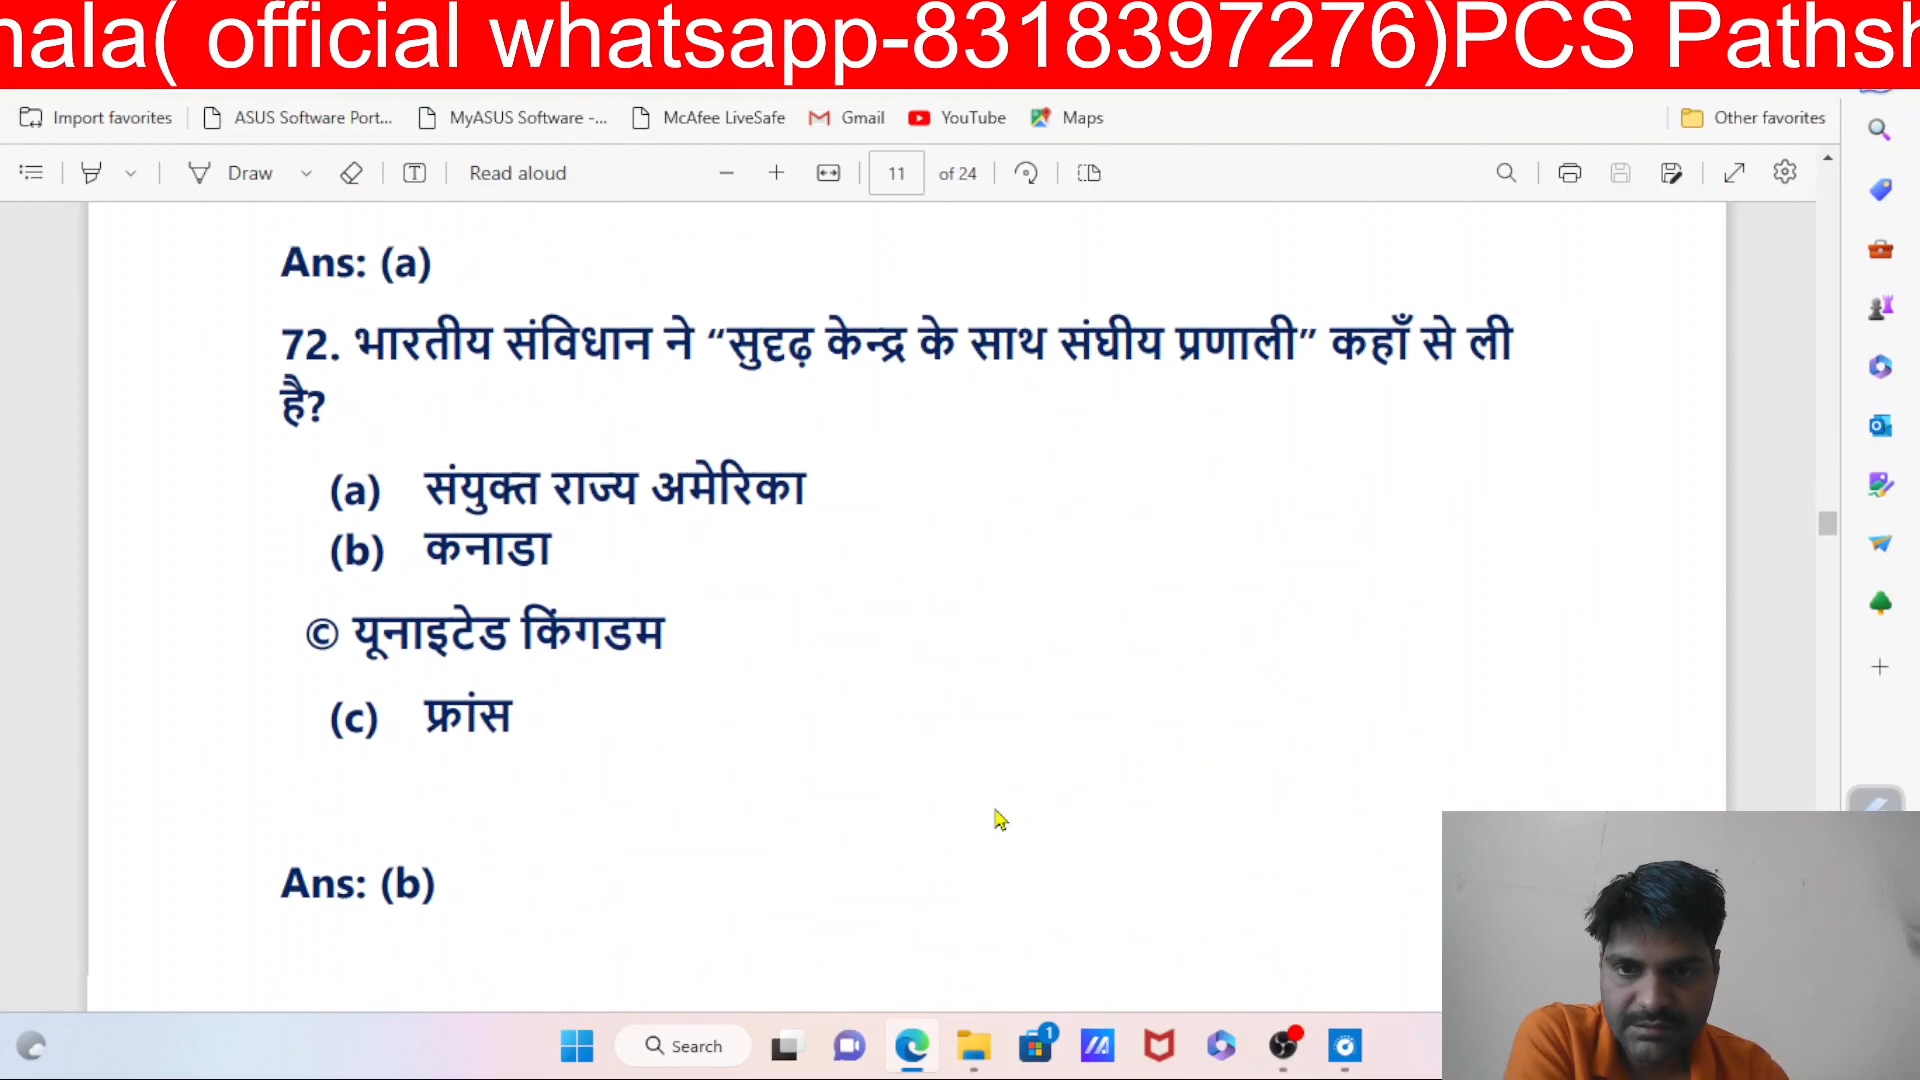 hala( official whatsapp-8318397276)PCS Pathsh
Import favorites ASUS Software Port... MyASUS Software -... McAfee LiveSafe Gmail YouTube Maps Other favorites
Draw Read aloud 11 of 24
Ans: (a)
72. भारतीय संविधान ने “सुदृढ़ केन्द्र के साथ संघीय प्रणाली” कहाँ से ली
है?
(a) संयुक्त राज्य अमेरिका
(b) कनाडा
© यूनाइटेड किंगडम
(c) फ्रांस
Ans: (b)
Search 1